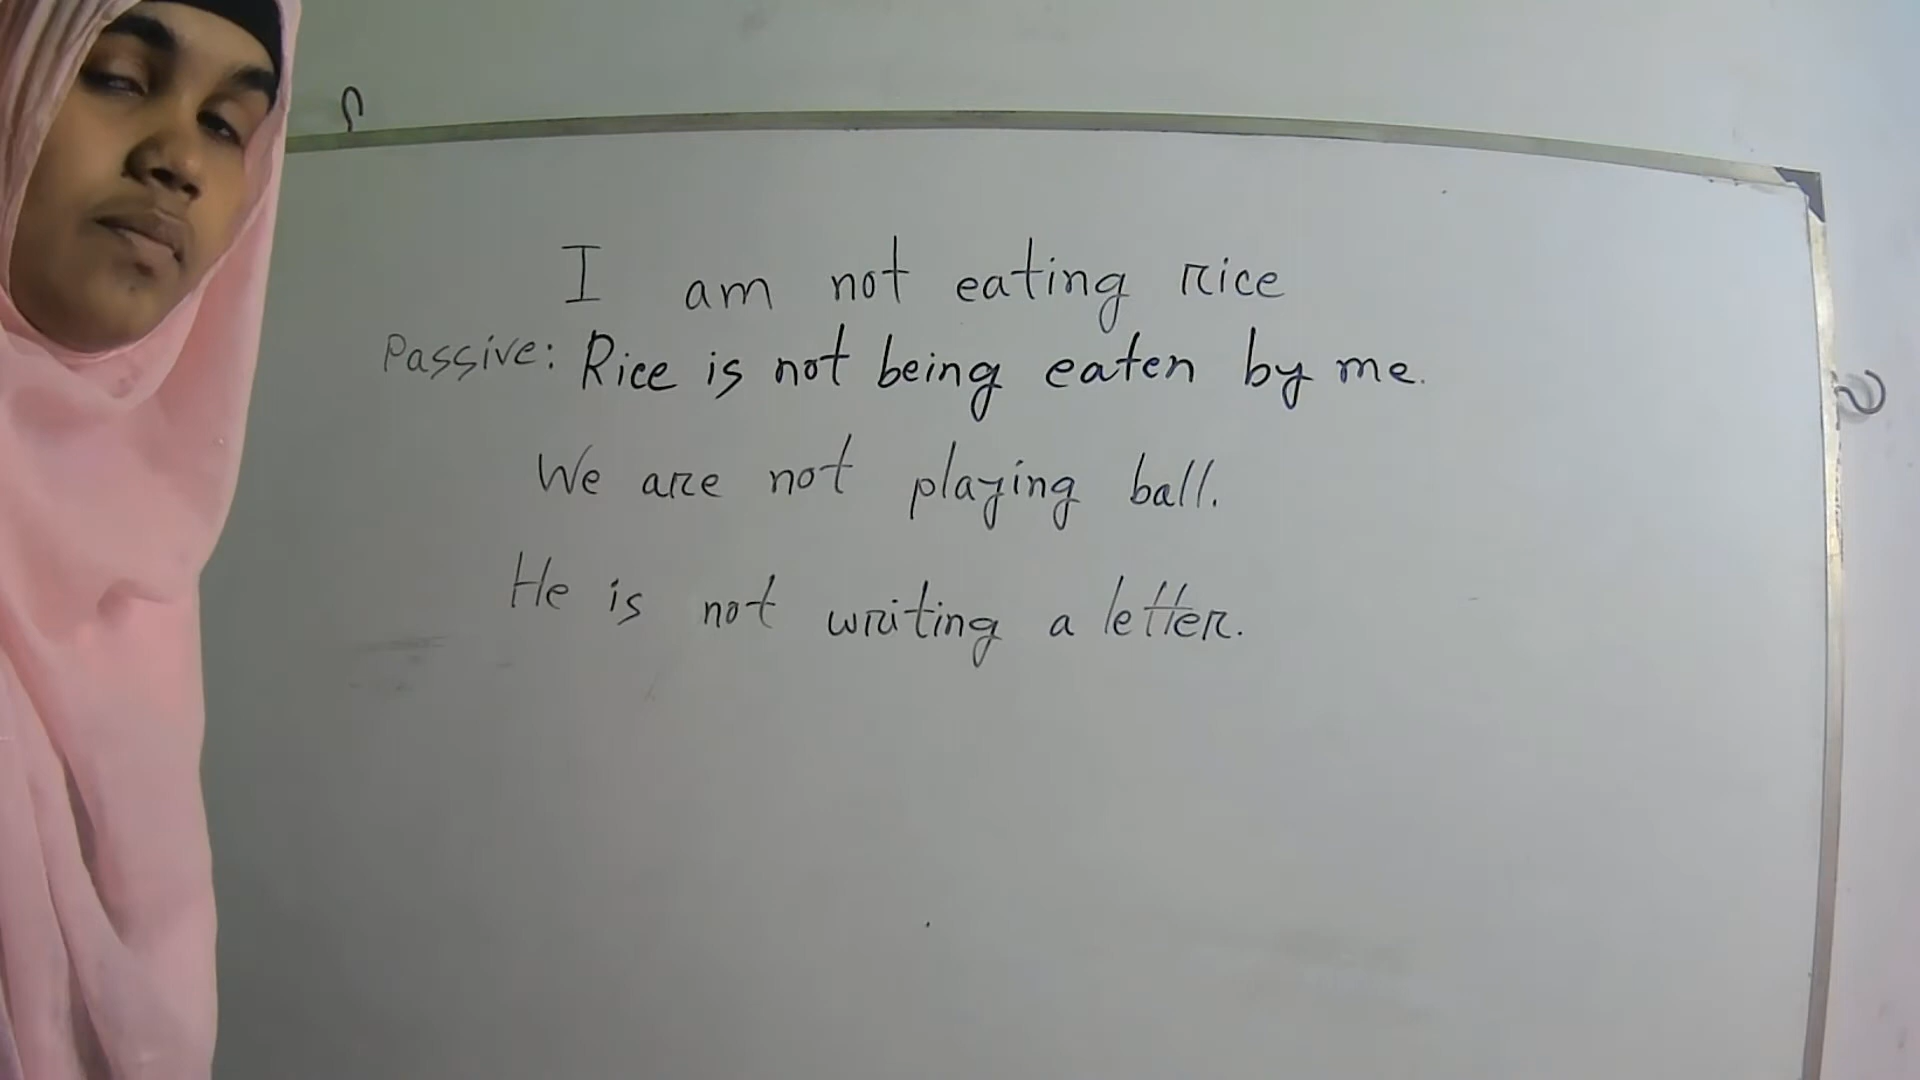 I am not eating rice
Passive: Rice is not being eaten by me.
We are not playing ball.
He is not writing a letter.